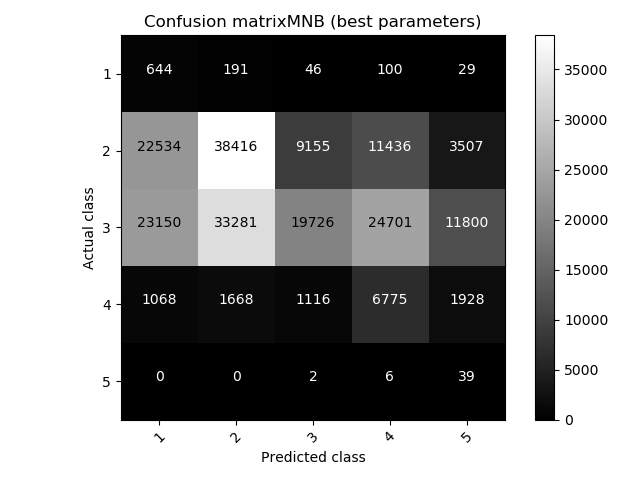 Confusion matrixMNB (best parameters)
1 644 191 46 100 29
2 22534 38416 9155 11436 3507
3 23150 33281 19726 24701 11800
4 1068 1668 1116 6775 1928
5 0 0 2 6 39
1 2 3 4 5
Actual class
Predicted class
35000
30000
25000
20000
15000
10000
5000
0